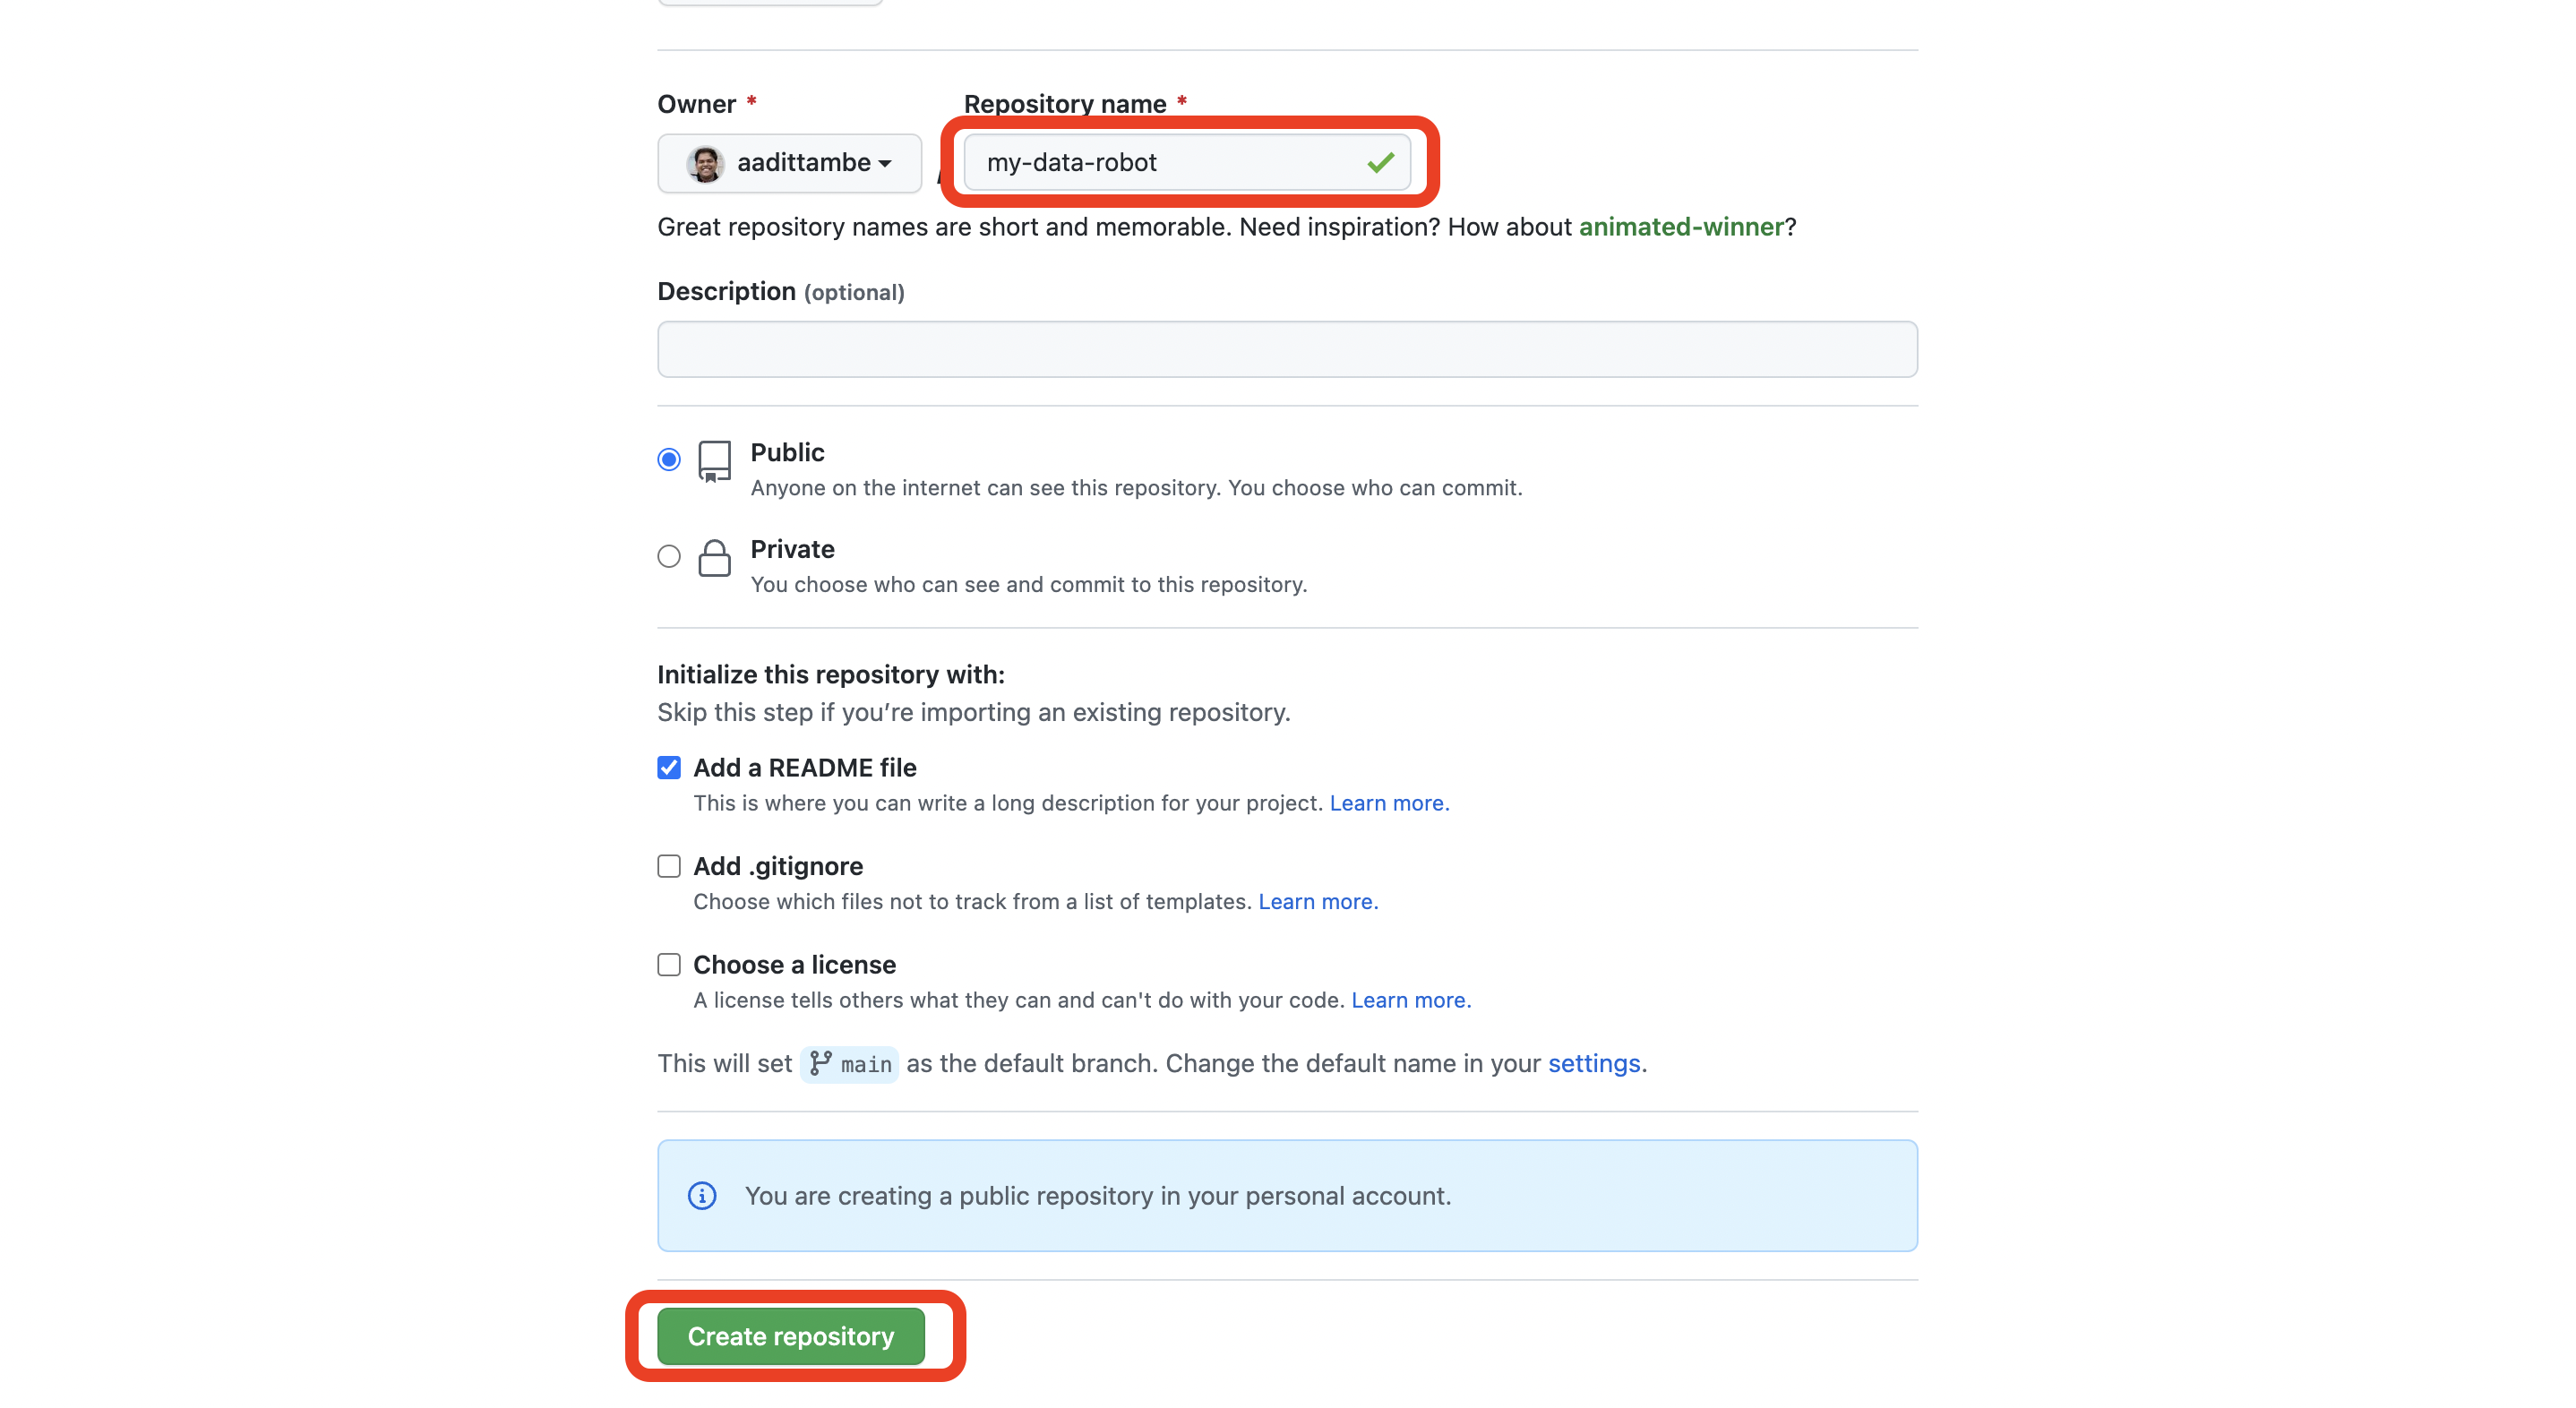 Owner * Repository name *
aadittambe my-data-robot
Great repository names are short and memorable. Need inspiration? How about animated-winner?
Description (optional)
Public
Anyone on the internet can see this repository. You choose who can commit.
Private
You choose who can see and commit to this repository.
Initialize this repository with:
Skip this step if you’re importing an existing repository.
Add a README file
This is where you can write a long description for your project. Learn more.
Add .gitignore
Choose which files not to track from a list of templates. Learn more.
Choose a license
A license tells others what they can and can't do with your code. Learn more.
This will set main as the default branch. Change the default name in your settings.
You are creating a public repository in your personal account.
Create repository